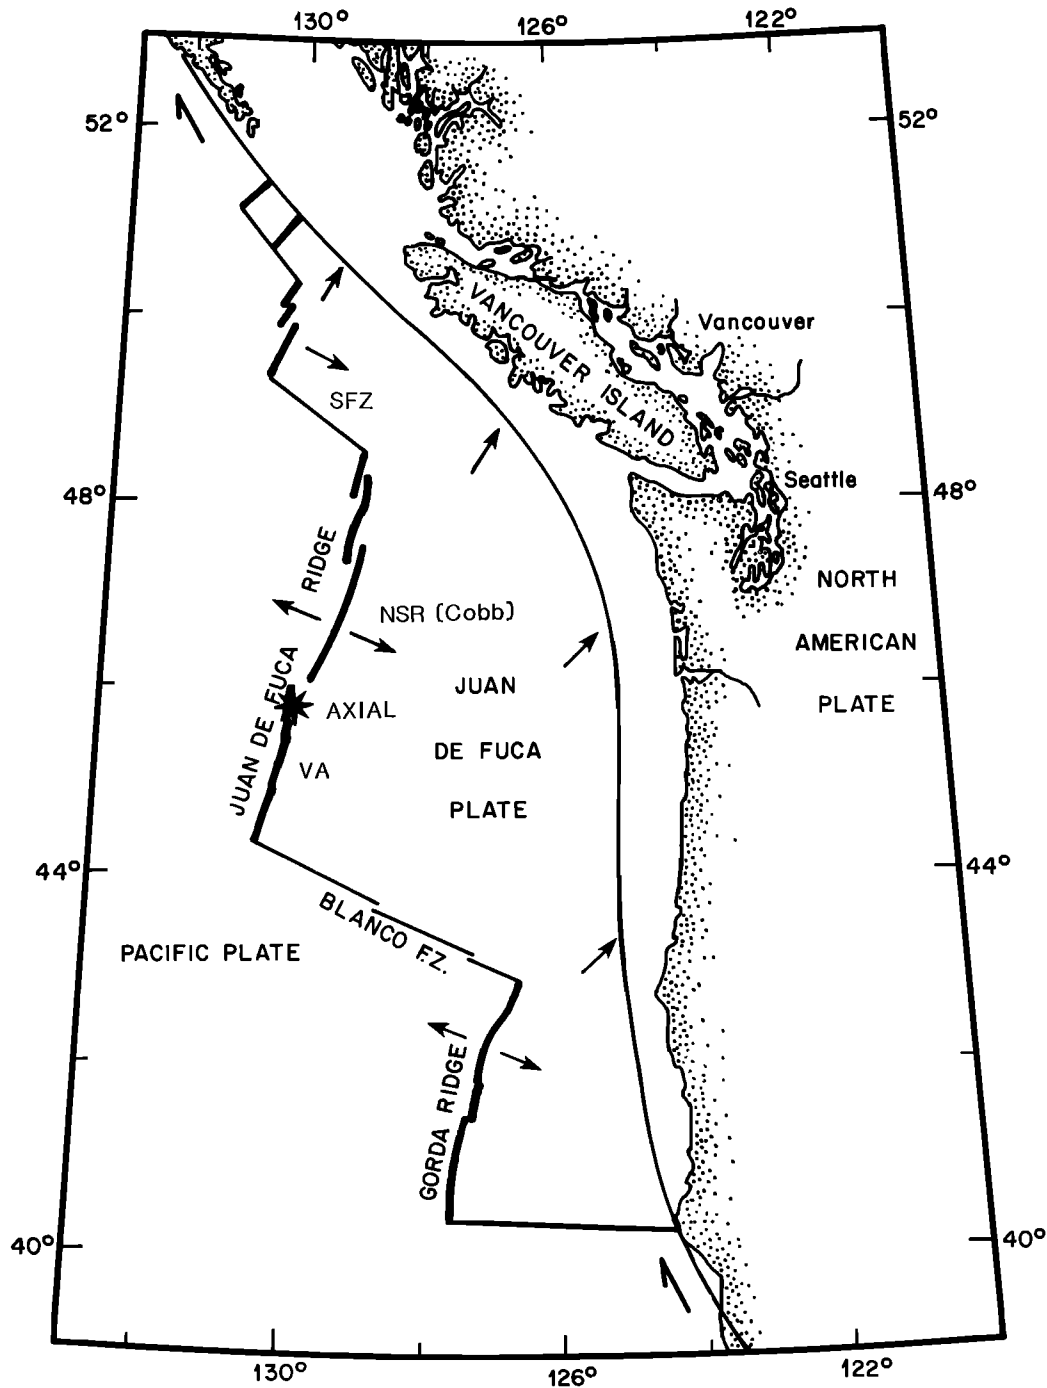 130° 126° 122°
52° 52°
VANCOUVER ISLAND
Vancouver
SFZ
48° 48°
Seattle
RIDGE
NORTH
NSR (Cobb)
AMERICAN
JUAN
PLATE
JUAN DE FUCA
AXIAL
DE FUCA
VA
PLATE
44° 44°
BLANCO F.Z.
PACIFIC PLATE
GORDA RIDGE
40° 40°
130° 126° 122°